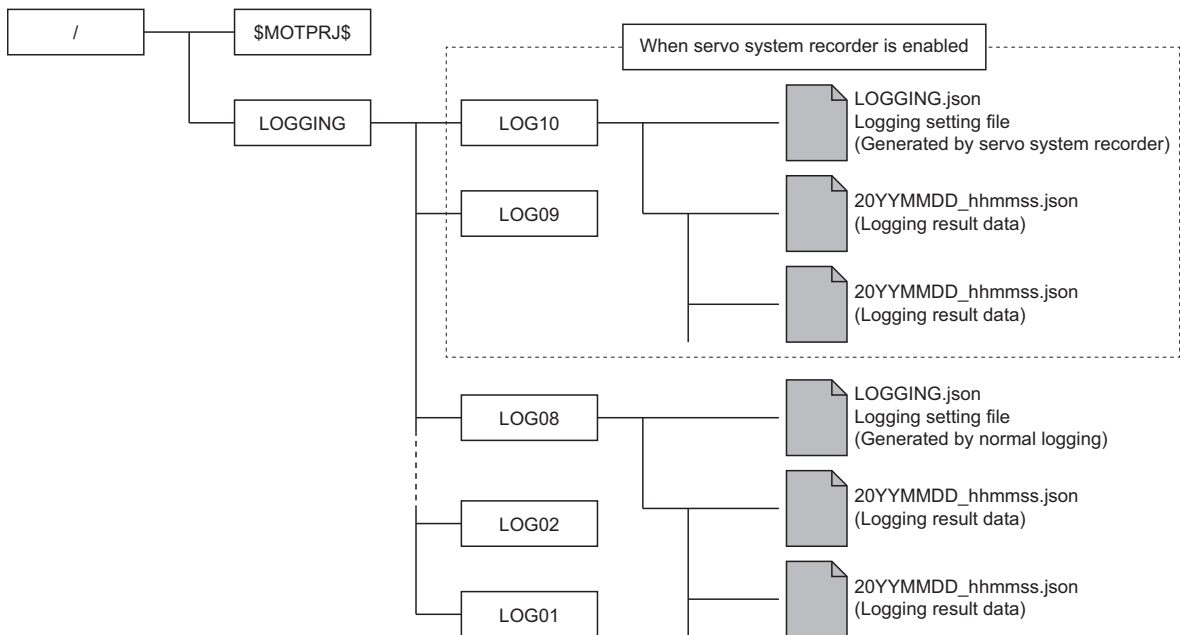 /
$MOTPRJ$
When servo system recorder is enabled
LOGGING
LOG10
LOGGING.json
Logging setting file
(Generated by servo system recorder)
LOG09
20YYMMDD_hhmmss.json
(Logging result data)
20YYMMDD_hhmmss.json
(Logging result data)
LOG08
LOGGING.json
Logging setting file
(Generated by normal logging)
LOG02
20YYMMDD_hhmmss.json
(Logging result data)
LOG01
20YYMMDD_hhmmss.json
(Logging result data)